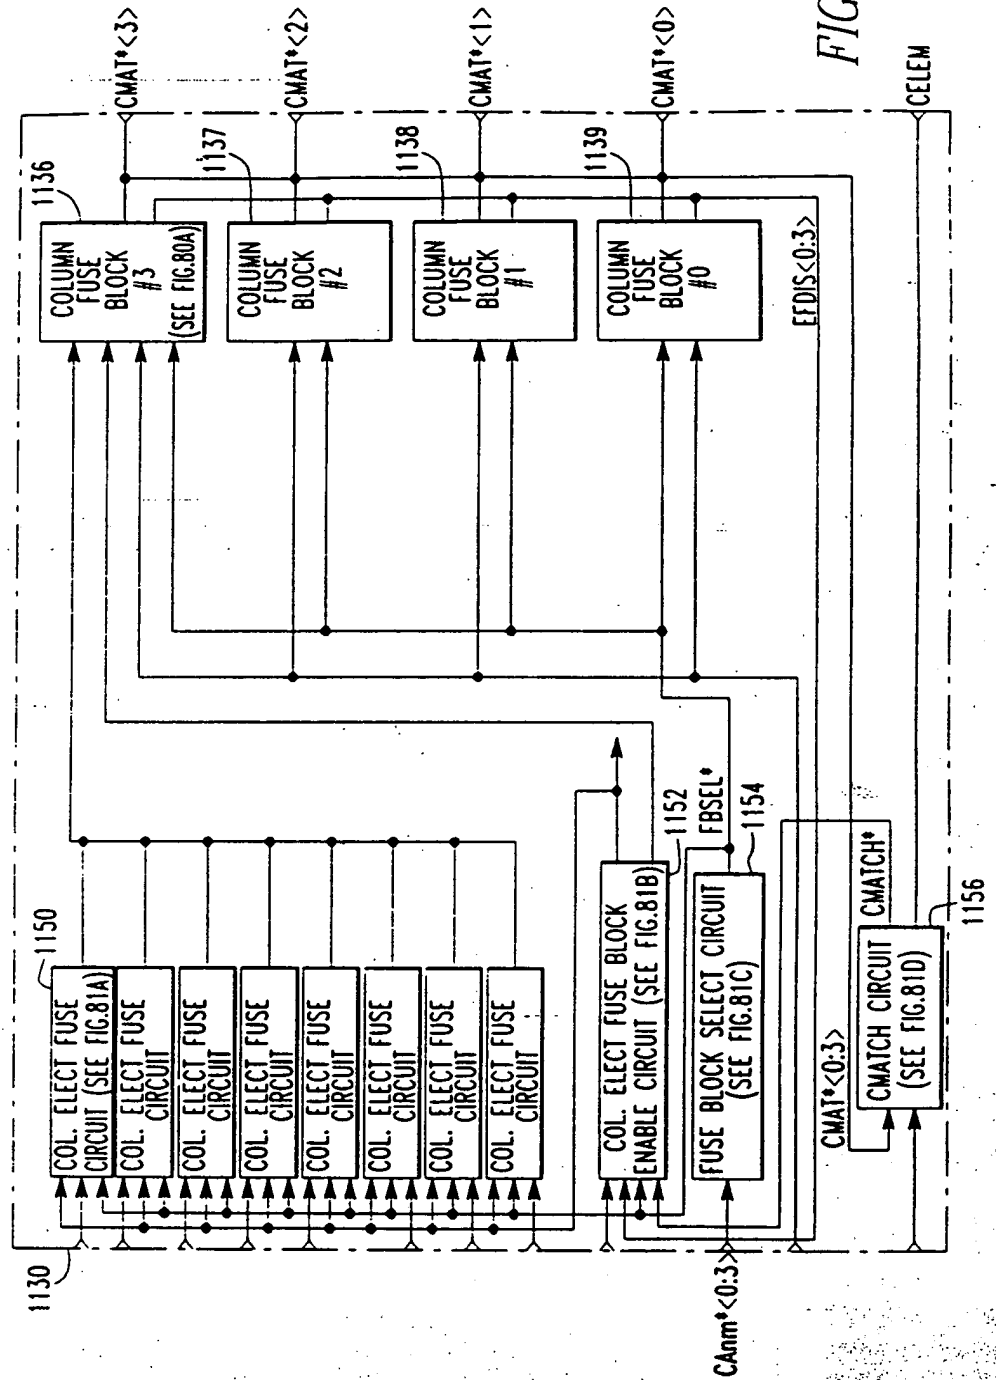 1130
1150
COL. ELECT FUSE
CIRCUIT (SEE FIG.81A)
COL. ELECT FUSE
CIRCUIT
COL. ELECT FUSE
CIRCUIT
COL. ELECT FUSE
CIRCUIT
COL. ELECT FUSE
CIRCUIT
COL. ELECT FUSE
CIRCUIT
COL. ELECT FUSE
CIRCUIT
COL. ELECT FUSE
CIRCUIT
COL. ELECT FUSE BLOCK
ENABLE CIRCUIT (SEE FIG.81B)
1152
FBSEL*
FUSE BLOCK SELECT CIRCUIT
(SEE FIG.81C)
1154
CAnm*<0:3>
CMAT*<0:3>
CMATCH*
CMATCH CIRCUIT
(SEE FIG.81D)
1156
COLUMN
FUSE
BLOCK
#3
(SEE FIG.80A)
1136
CMAT*<3>
COLUMN
FUSE
BLOCK
#2
1137
CMAT*<2>
COLUMN
FUSE
BLOCK
#1
1138
CMAT*<1>
COLUMN
FUSE
BLOCK
#0
1139
CMAT*<0>
EFDIS<0:3>
CELEM
FIG